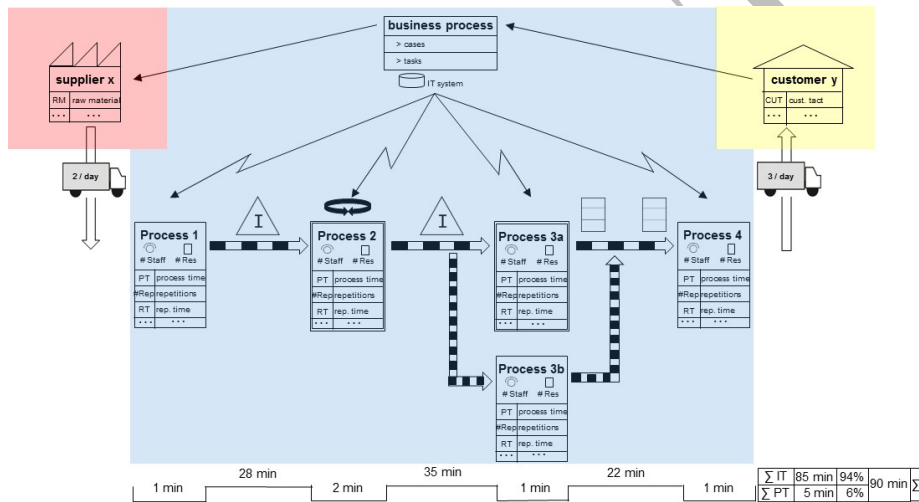 business process
> cases
> tasks
IT system
supplier x
RM raw material
... ...
customer y
CUT cust. tact
... ...
2 / day
3 / day
I
I
Process 1
# Staff # Res
PT process time
#Rep repetitions
RT rep. time
... ...
Process 2
# Staff # Res
PT process time
#Rep repetitions
RT rep. time
... ...
Process 3a
# Staff # Res
PT process time
#Rep repetitions
RT rep. time
... ...
Process 4
# Staff # Res
PT process time
#Rep repetitions
RT rep. time
... ...
Process 3b
# Staff # Res
PT process time
#Rep repetitions
RT rep. time
... ...
28 min 35 min 22 min
1 min 2 min 1 min 1 min
∑ IT 85 min 94% 90 min ∑
∑ PT 5 min 6%